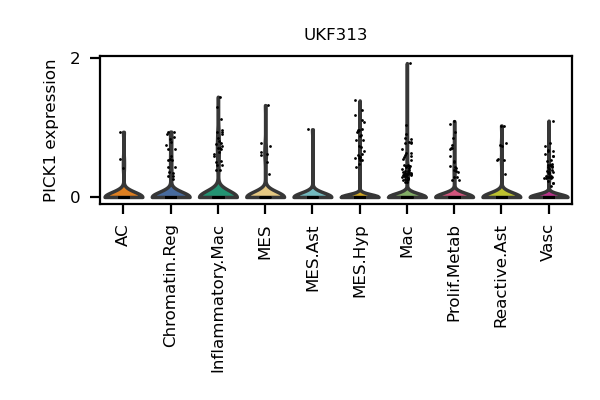 UKF313
PICK1 expression
2
0
AC
Chromatin.Reg
Inflammatory.Mac
MES
MES.Ast
MES.Hyp
Mac
Prolif.Metab
Reactive.Ast
Vasc